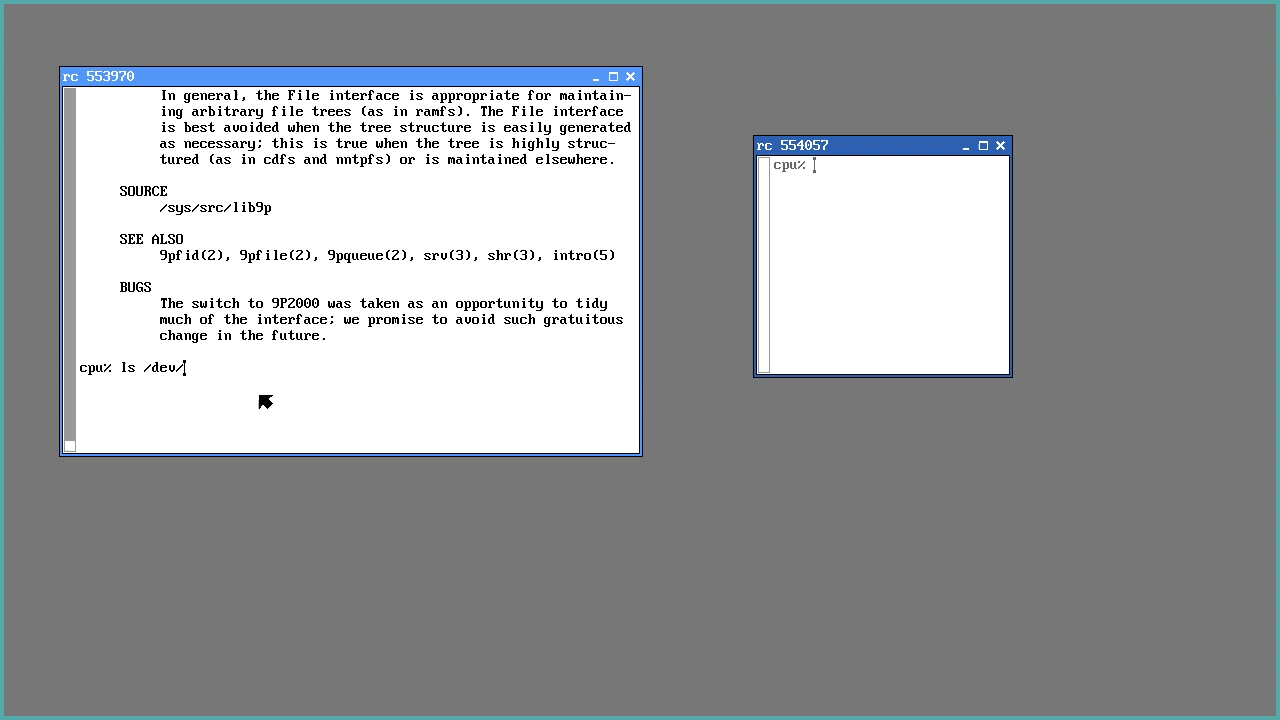 rc 553970
In general, the File interface is appropriate for maintain-
ing arbitrary file trees (as in ramfs). The File interface
is best avoided when the tree structure is easily generated
as necessary; this is true when the tree is highly struc-
tured (as in cdfs and nntpfs) or is maintained elsewhere.
SOURCE
/sys/src/lib9p
SEE ALSO
9pfid(2), 9pfile(2), 9pqueue(2), srv(3), shr(3), intro(5)
BUGS
The switch to 9P2000 was taken as an opportunity to tidy
much of the interface; we promise to avoid such gratuitous
change in the future.
cpu% ls /dev/
rc 554057
cpu%